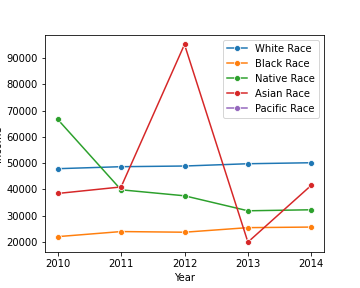 White Race
Black Race
Native Race
Asian Race
Pacific Race
90000
80000
70000
60000
50000
40000
30000
20000
2010
2011
2012
2013
2014
Year